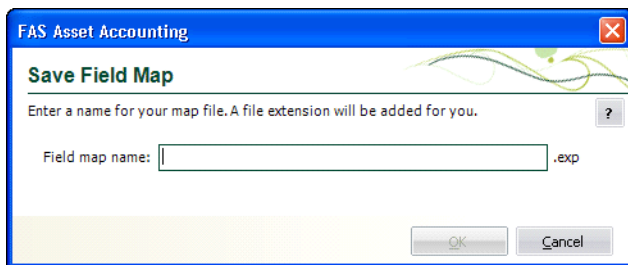 FAS Asset Accounting
Save Field Map
Enter a name for your map file. A file extension will be added for you.
?
Field map name: .exp
OK Cancel